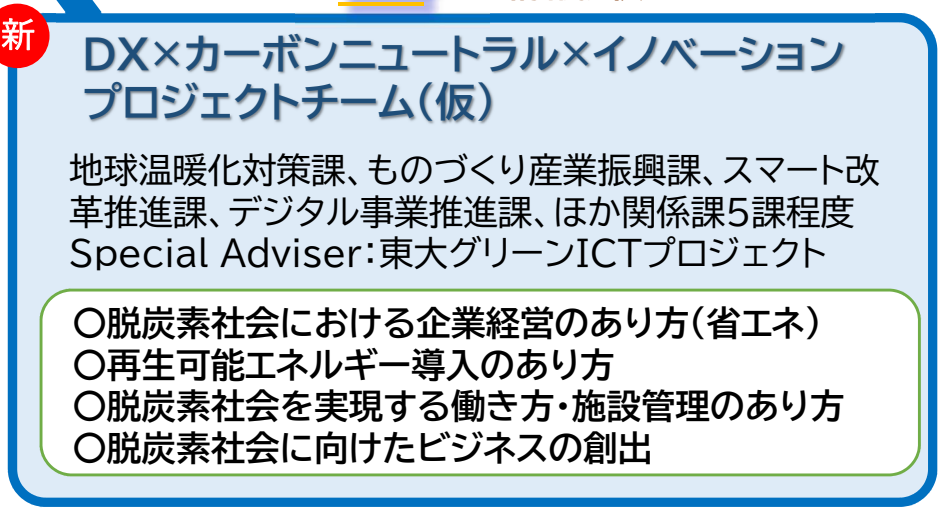 新
DX×カーボンニュートラル×イノベーション
プロジェクトチーム(仮)
地球温暖化対策課、ものづくり産業振興課、スマート改
革推進課、デジタル事業推進課、ほか関係課5課程度
Special Adviser:東大グリーンICTプロジェクト
〇脱炭素社会における企業経営のあり方(省エネ)
〇再生可能エネルギー導入のあり方
〇脱炭素社会を実現する働き方・施設管理のあり方
〇脱炭素社会に向けたビジネスの創出